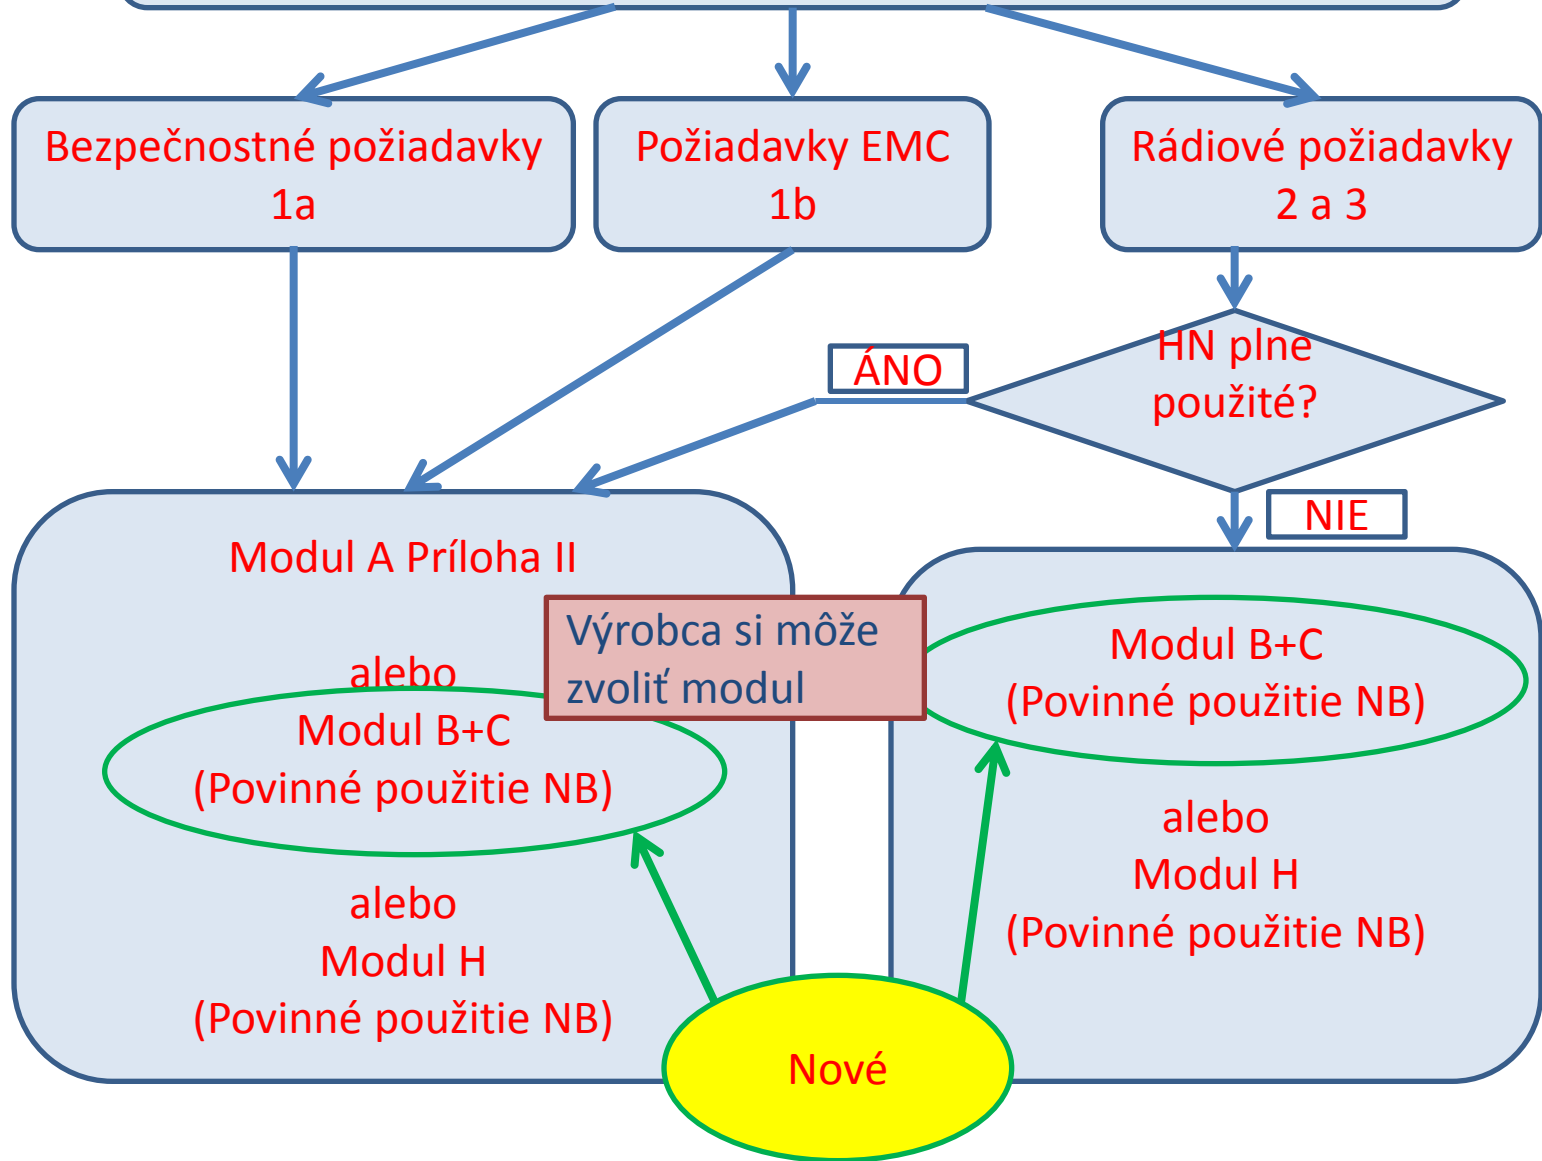 Bezpečnostné požiadavky
1a
Požiadavky EMC
1b
Rádiové požiadavky
2 a 3
HN plne
použité?
ÁNO
NIE
Modul A Príloha II
alebo
Modul B+C
(Povinné použitie NB)
alebo
Modul H
(Povinné použitie NB)
Výrobca si môže
zvoliť modul
Modul B+C
(Povinné použitie NB)
alebo
Modul H
(Povinné použitie NB)
Nové